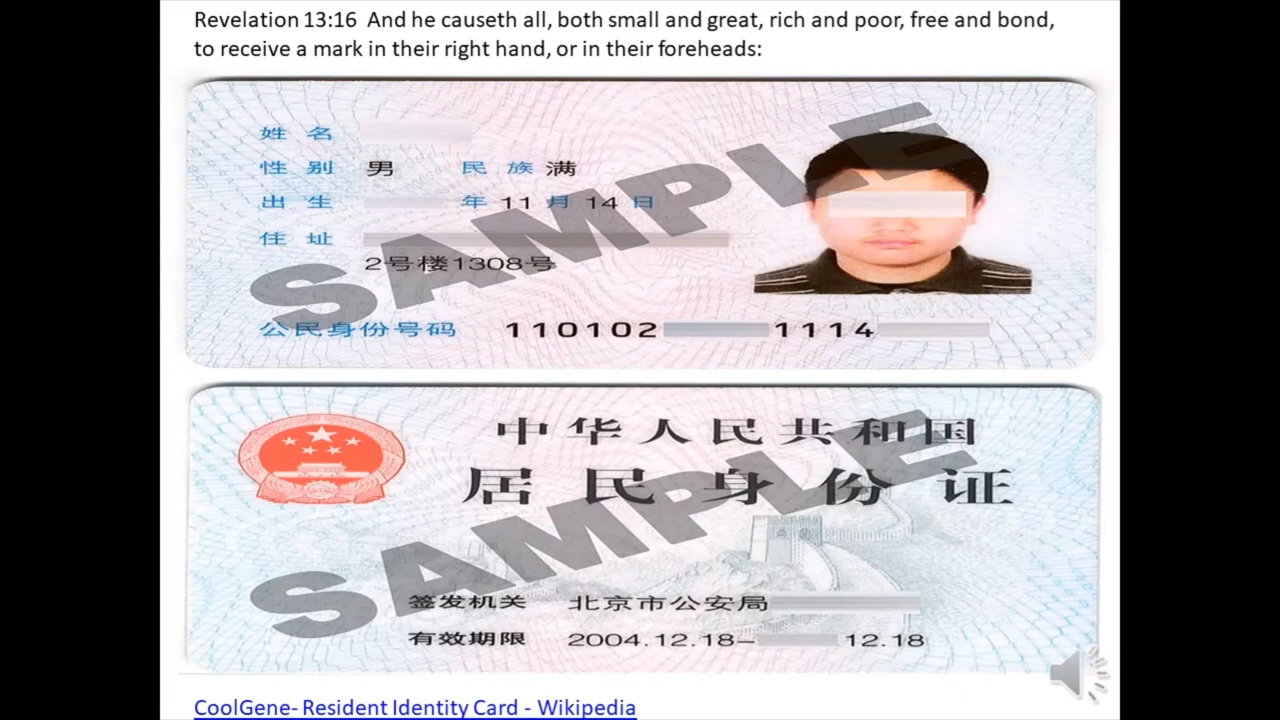 Revelation 13:16 And he causeth all, both small and great, rich and poor, free and bond,
to receive a mark in their right hand, or in their foreheads:
姓 名
性 别 男 民 族 满
出 生 年 11 月 14 日
住 址
2号楼1308号
公民身份号码 110102 1114
SAMPLE
中华人民共和国
居民身份证
签发机关 北京市公安局
有效期限 2004.12.18- 12.18
SAMPLE
CoolGene- Resident Identity Card - Wikipedia